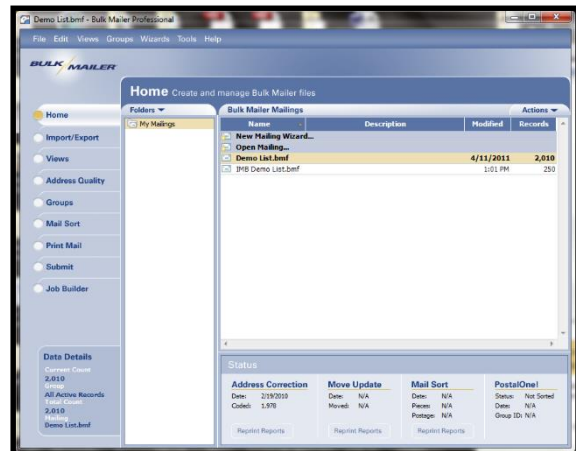 Demo List.bmf - Bulk Mailer Professional
File Edit Views Groups Wizards Tools Help
BULK MAILER
Home Create and manage Bulk Mailer files
Home
Import/Export
Views
Address Quality
Groups
Mail Sort
Print Mail
Submit
Job Builder
Folders
My Mailings
Bulk Mailer Mailings Actions
Name Description Modified Records
New Mailing Wizard...
Open Mailing...
Demo List.bmf 4/11/2011 2,010
IMB Demo List.bmf 1:01 PM 250
Data Details
Current Count
2,010
Group
All Active Records
Total Count
2,010
Mailing
Demo List.bmf
Status
Address Correction
Date: 2/19/2010
Coded: 1,978
Reprint Reports
Move Update
Date: N/A
Moved: N/A
Reprint Reports
Mail Sort
Date: N/A
Pieces: N/A
Postage: N/A
Reprint Reports
PostalOne!
Status: Not Sorted
Date: N/A
Group ID: N/A